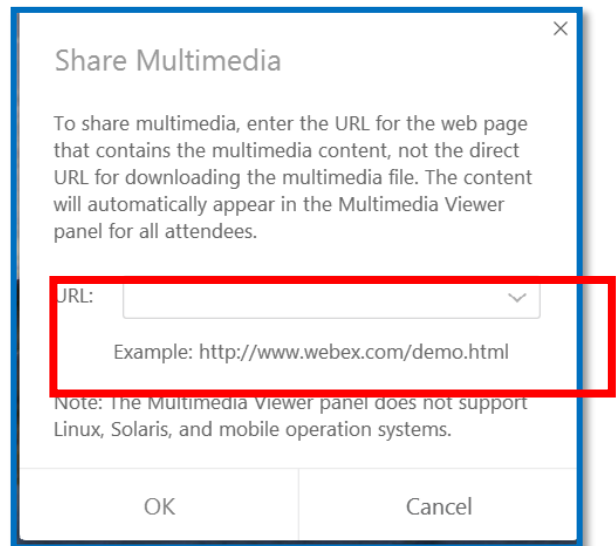 Share Multimedia
To share multimedia, enter the URL for the web page
that contains the multimedia content, not the direct
URL for downloading the multimedia file. The content
will automatically appear in the Multimedia Viewer
panel for all attendees.
URL:
Example: http://www.webex.com/demo.html
Note: The Multimedia Viewer panel does not support
Linux, Solaris, and mobile operation systems.
OK Cancel